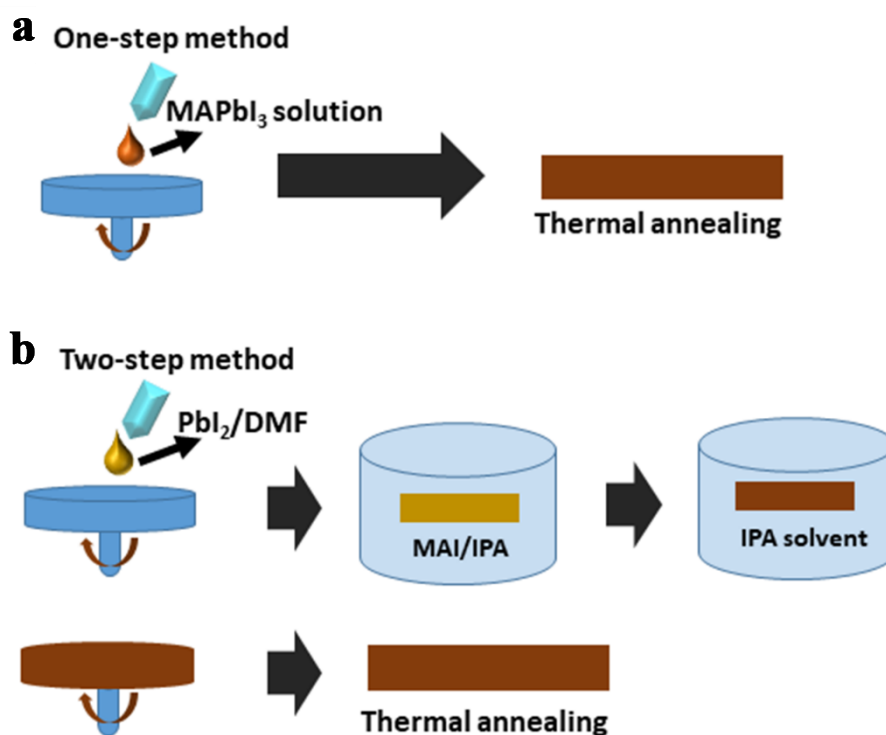 a
One-step method
MAPbI₃ solution
Thermal annealing
b
Two-step method
PbI₂/DMF
MAI/IPA
IPA solvent
Thermal annealing